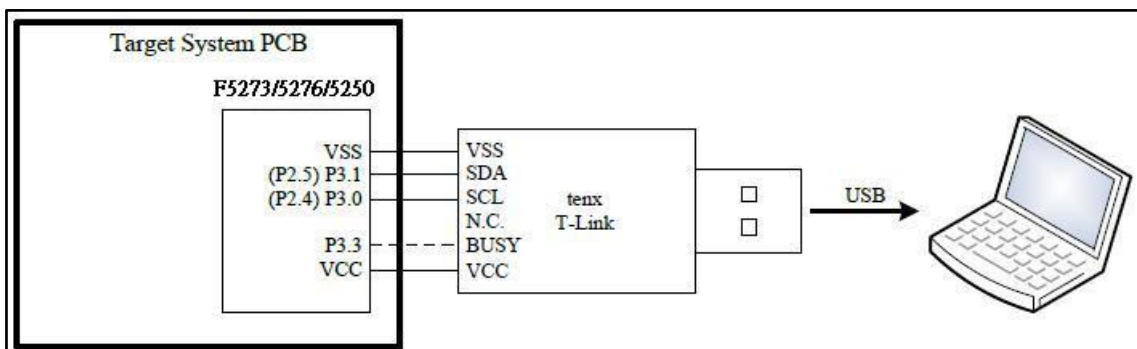 Target System PCB
F5273/5276/5250
VSS
(P2.5) P3.1
(P2.4) P3.0
P3.3
VCC
VSS
SDA
SCL
N.C.
BUSY
VCC
tenx
T-Link
USB